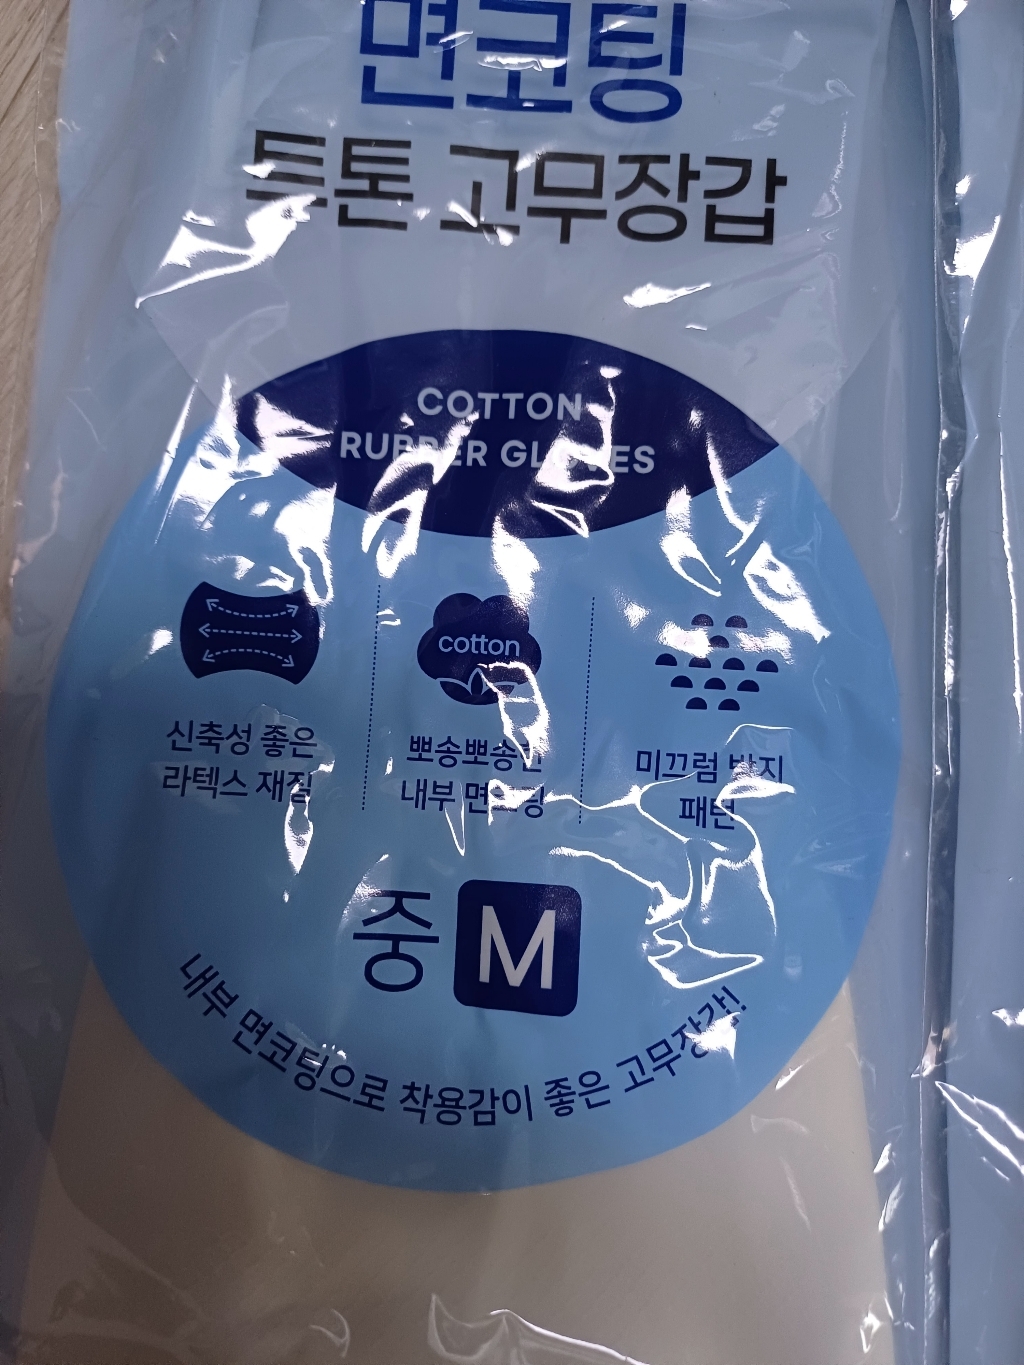 면코팅
투톤 고무장갑
COTTON
RUBBER GLOVES
cotton
신축성 좋은
라텍스 재질
뽀송뽀송한
내부 면코팅
미끄럼 방지
패턴
중 M
내부 면코팅으로 착용감이 좋은 고무장갑!